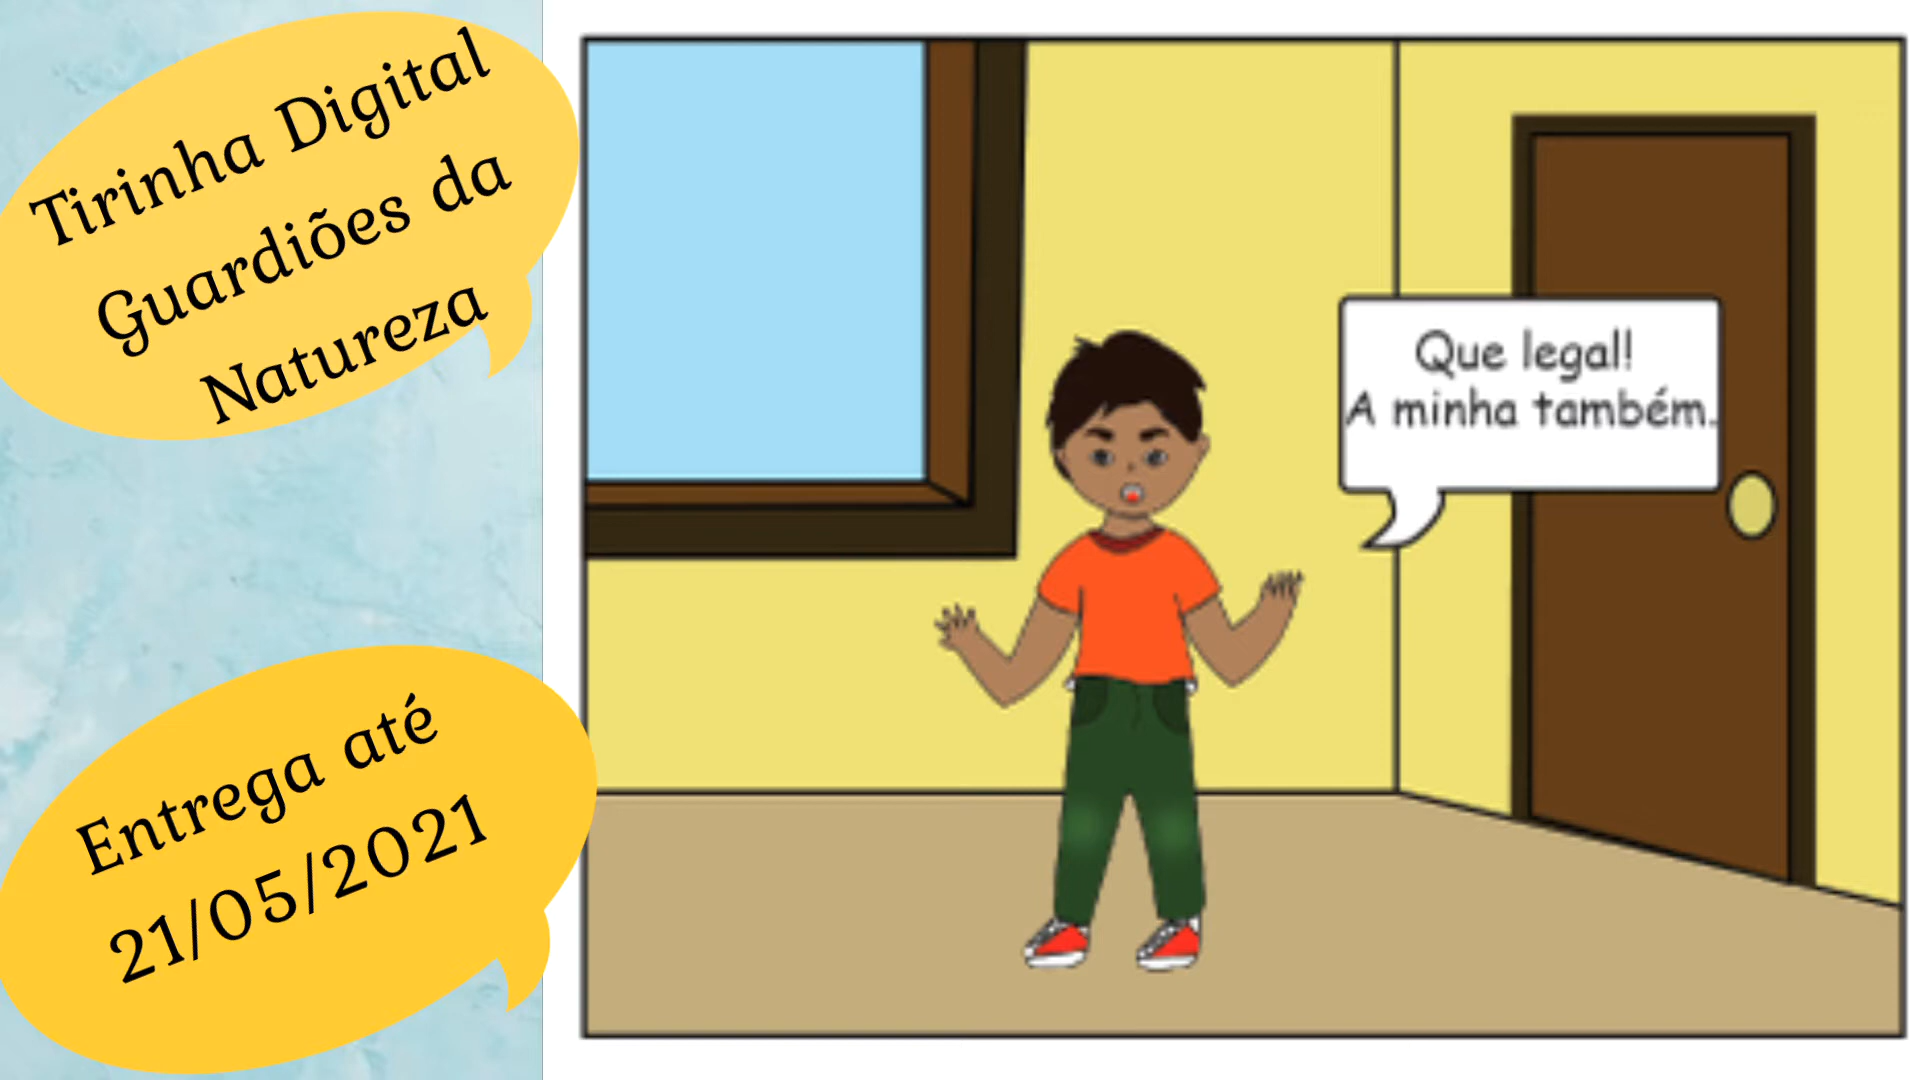 Tirinha Digital
Guardiões da
Natureza
Entrega até
21/05/2021
Que legal!
A minha também.